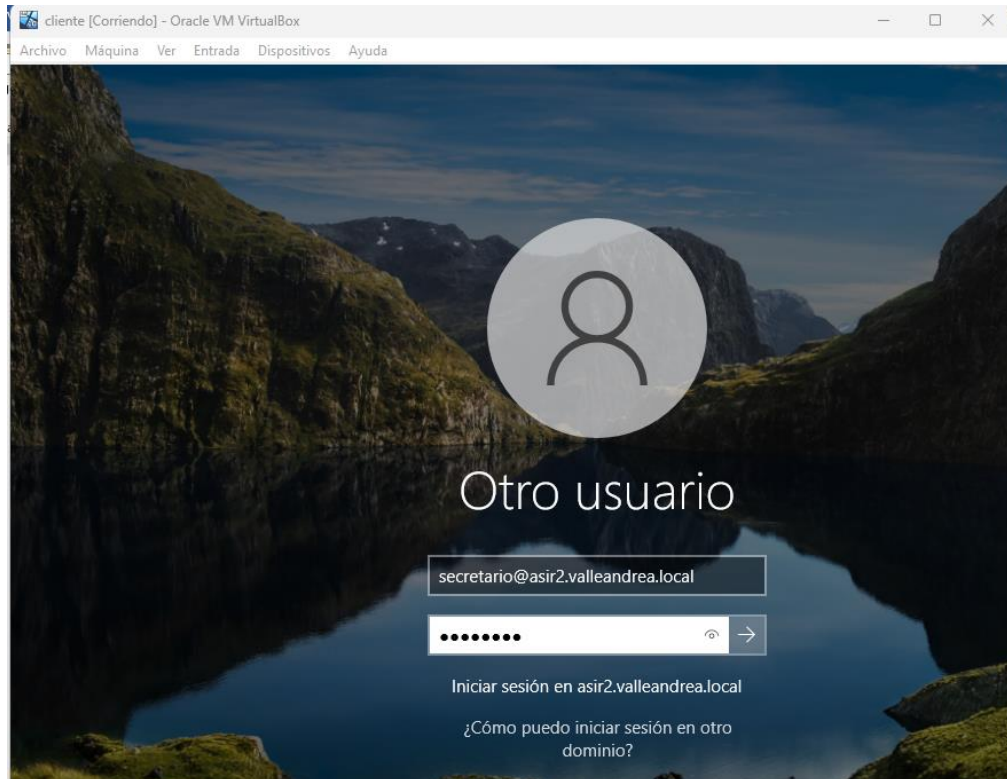 cliente [Corriendo] - Oracle VM VirtualBox
Archivo Máquina Ver Entrada Dispositivos Ayuda
Otro usuario
secretario@asir2.valleandrea.local
Iniciar sesión en asir2.valleandrea.local
¿Cómo puedo iniciar sesión en otro
dominio?